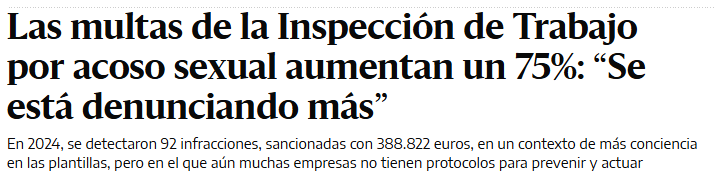 Las multas de la Inspección de Trabajo
por acoso sexual aumentan un 75%: “Se
está denunciando más”
En 2024, se detectaron 92 infracciones, sancionadas con 388.822 euros, en un contexto de más conciencia
en las plantillas, pero en el que aún muchas empresas no tienen protocolos para prevenir y actuar